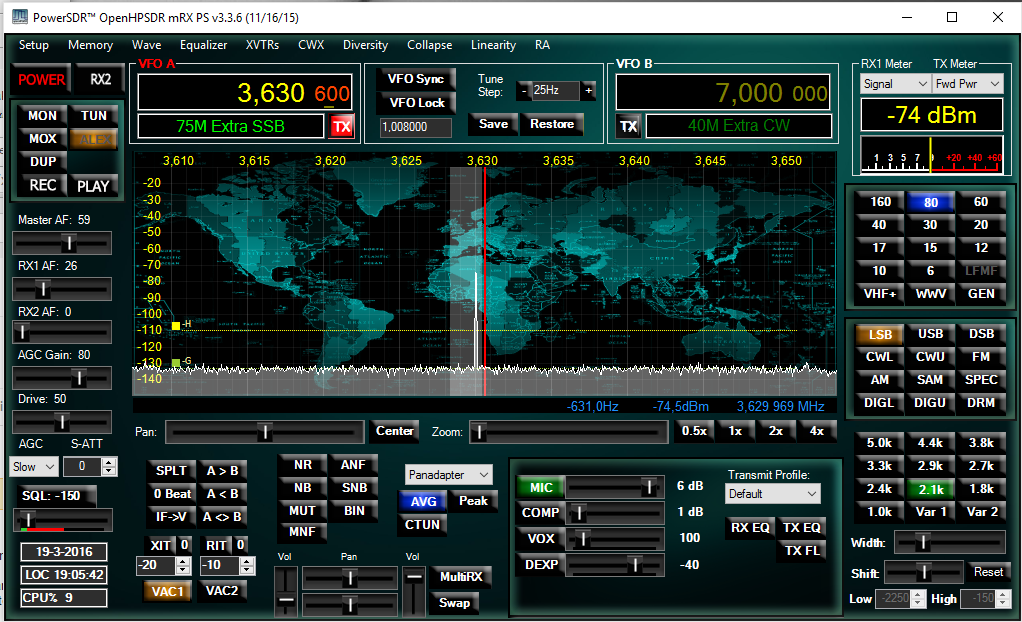 PowerSDR™ OpenHPSDR mRX PS v3.3.6 (11/16/15)
Setup Memory Wave Equalizer XVTRs CWX Diversity Collapse Linearity RA
POWER RX2
MON TUN
MOX ALEX
DUP
REC PLAY
Master AF: 59
RX1 AF: 26
RX2 AF: 0
AGC Gain: 80
Drive: 50
AGC S-ATT
Slow 0
SQL: -150
19-3-2016
LOC 19:05:42
CPU% 9
VFO A
3,630 600
75M Extra SSB TX
VFO Sync
VFO Lock
1,008000
Tune
Step: - 25Hz +
Save Restore
VFO B
7,000 000
TX 40M Extra CW
RX1 Meter TX Meter
Signal Fwd Pwr
-74 dBm
1 3 5 7 9 +20 +40 +60
3,610 3,615 3,620 3,625 3,630 3,635 3,640 3,645 3,650
-20
-30
-40
-50
-60
-70
-80
-90
-100
-110
-120
-130
-140
-H
-G
-631,0Hz -74,5dBm 3,629 969 MHz
Pan: Center Zoom: 0.5x 1x 2x 4x
160 80 60
40 30 20
17 15 12
10 6 LFMF
VHF+ WWV GEN
LSB USB DSB
CWL CWU FM
AM SAM SPEC
DIGL DIGU DRM
5.0k 4.4k 3.8k
3.3k 2.9k 2.7k
2.4k 2.1k 1.8k
1.0k Var 1 Var 2
Width:
Shift: Reset
Low -2250 High -150
SPLT A > B
0 Beat A < B
IF->V A <> B
XIT 0 RIT 0
-20 -10
VAC1 VAC2
NR ANF
NB SNB
MUT BIN
MNF
Panadapter
AVG Peak
CTUN
Vol Pan Vol
MultiRX
Swap
MIC 6 dB
COMP 1 dB
VOX 100
DEXP -40
Transmit Profile:
Default
RX EQ TX EQ
TX FL